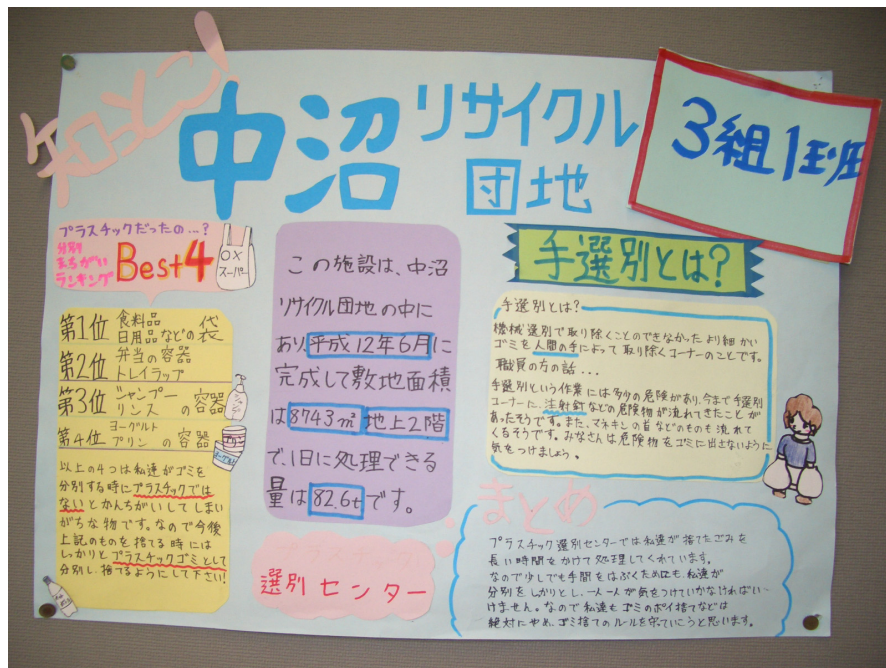 知っとこ!
中沼リサイクル
団地
3組1班
プラスチックだったの…?
分別
まちがい
ランキング
Best4
OX
スーパー
第1位 食料品
日用品などの袋
第2位 弁当の容器
トレイラップ
第3位 シャンプー
リンスの容器
第4位 ヨーグルト
プリンの容器
以上の4つは私達がゴミを
分別する時にプラスチックでは
ないとかんちがいしてしまい
がちな物です。なので今後
上記のものを捨てる時には
しっかりとプラスチックゴミとして
分別し、捨てるようにして下さい!
この施設は、中沼
リサイクル団地の中に
あり、平成12年6月に
完成して敷地面積
は8743㎡地上2階
で、1日に処理できる
量は82.6tです。
プラスチック
選別センター
手選別とは?
手選別とは?
機械選別で取り除くことのできなかったより細かい
ゴミを人間の手によって取り除くコーナーのことです。
職員の方の話...
手選別という作業には多少の危険があり、今まで手選別
コーナーに、注射針などの危険物が流れてきたことが
あったそうです。また、マネキンの首などのものも流れて
くるそうです。みなさんは危険物をゴミに出さないように
気をつけましょう。
まとめ
プラスチック選別センターでは私達が捨てたごみを
長い時間をかけて処理してくれています。
なので少しでも手間をはぶくためにも、私達が
分別をしっかりとし、一人一人が気をつけていかなければい
けません。なので私達もゴミのポイ捨てなどは
絶対にやめ、ゴミ捨てのルールを守っていこうと思います。